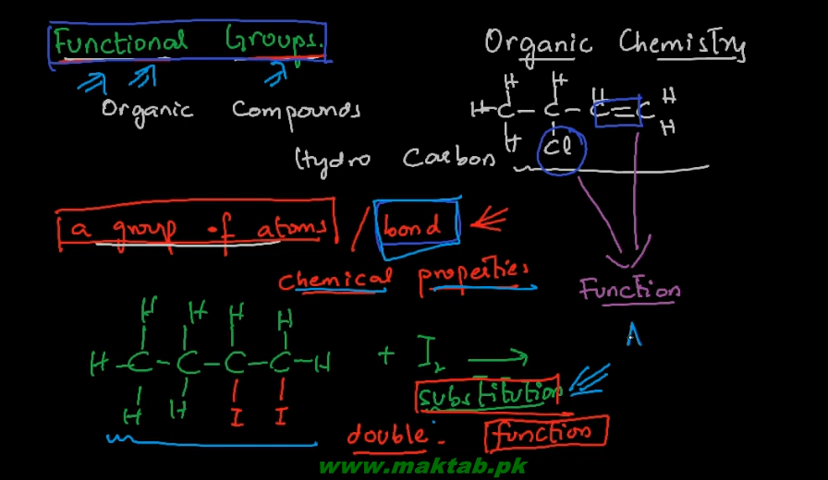 Functional Groups.
Organic Compounds
Hydro Carbon
Organic Chemistry
H H
H-C-C-C=C H
H H
H Cl
a group of atoms / bond
chemical properties
Function
A
H H H H
H-C-C-C-C-H + I2
H H I I
substitution
double: function
www.maktab.pk